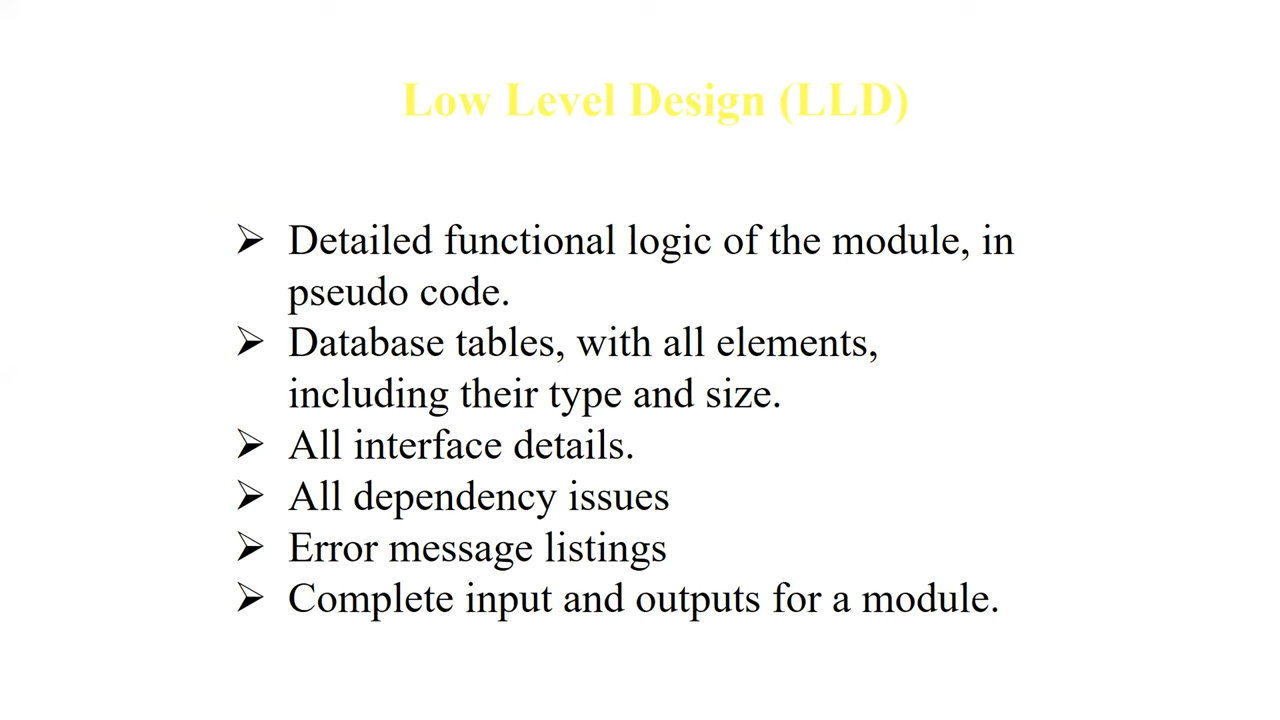 Low Level Design (LLD)
➢ Detailed functional logic of the module, in
pseudo code.
➢ Database tables, with all elements,
including their type and size.
➢ All interface details.
➢ All dependency issues
➢ Error message listings
➢ Complete input and outputs for a module.